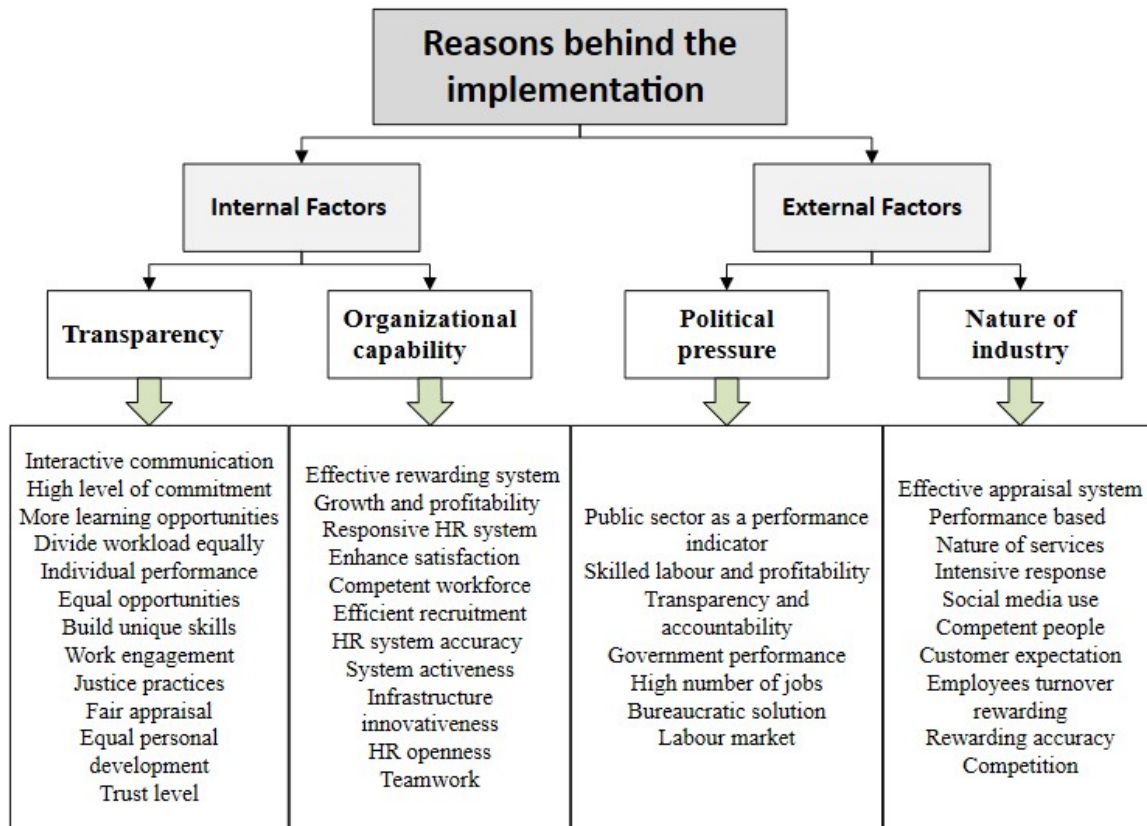 Reasons behind the
implementation
Internal Factors
External Factors
Transparency
Organizational
capability
Political
pressure
Nature of
industry
Interactive communication
High level of commitment
More learning opportunities
Divide workload equally
Individual performance
Equal opportunities
Build unique skills
Work engagement
Justice practices
Fair appraisal
Equal personal
development
Trust level
Effective rewarding system
Growth and profitability
Responsive HR system
Enhance satisfaction
Competent workforce
Efficient recruitment
HR system accuracy
System activeness
Infrastructure
innovativeness
HR openness
Teamwork
Public sector as a performance
indicator
Skilled labour and profitability
Transparency and
accountability
Government performance
High number of jobs
Bureaucratic solution
Labour market
Effective appraisal system
Performance based
Nature of services
Intensive response
Social media use
Competent people
Customer expectation
Employees turnover
rewarding
Rewarding accuracy
Competition